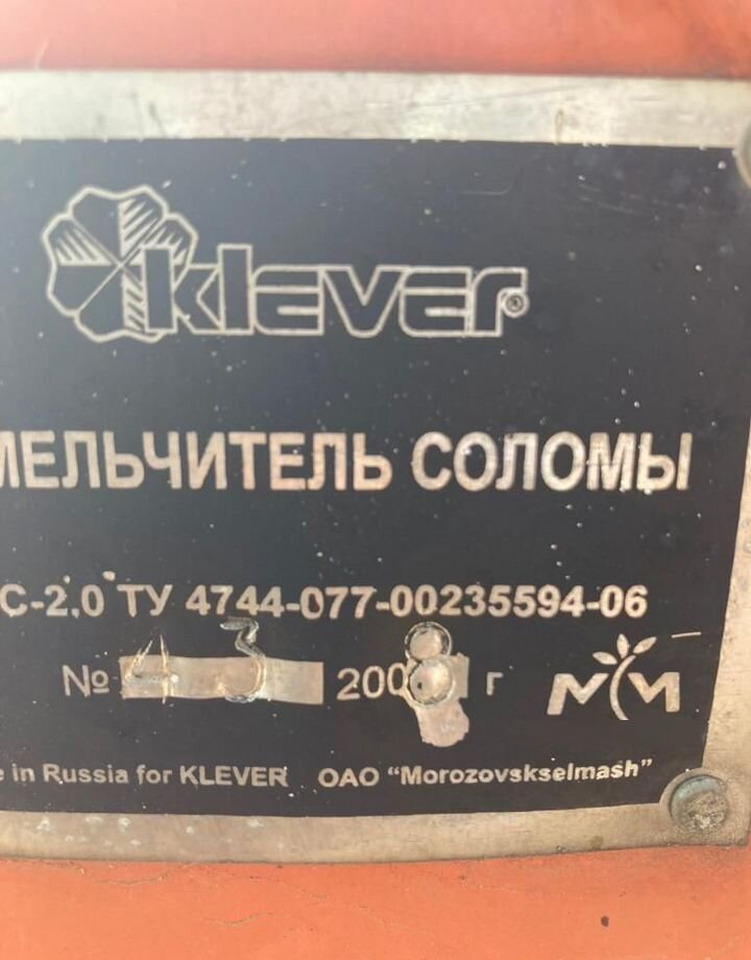 klever®
МЕЛЬЧИТЕЛЬ СОЛОМЫ
С-2,0 ТУ 4744-077-00235594-06
№ 43 2008 г
in Russia for KLEVER ОАО "Morozovskselmash"